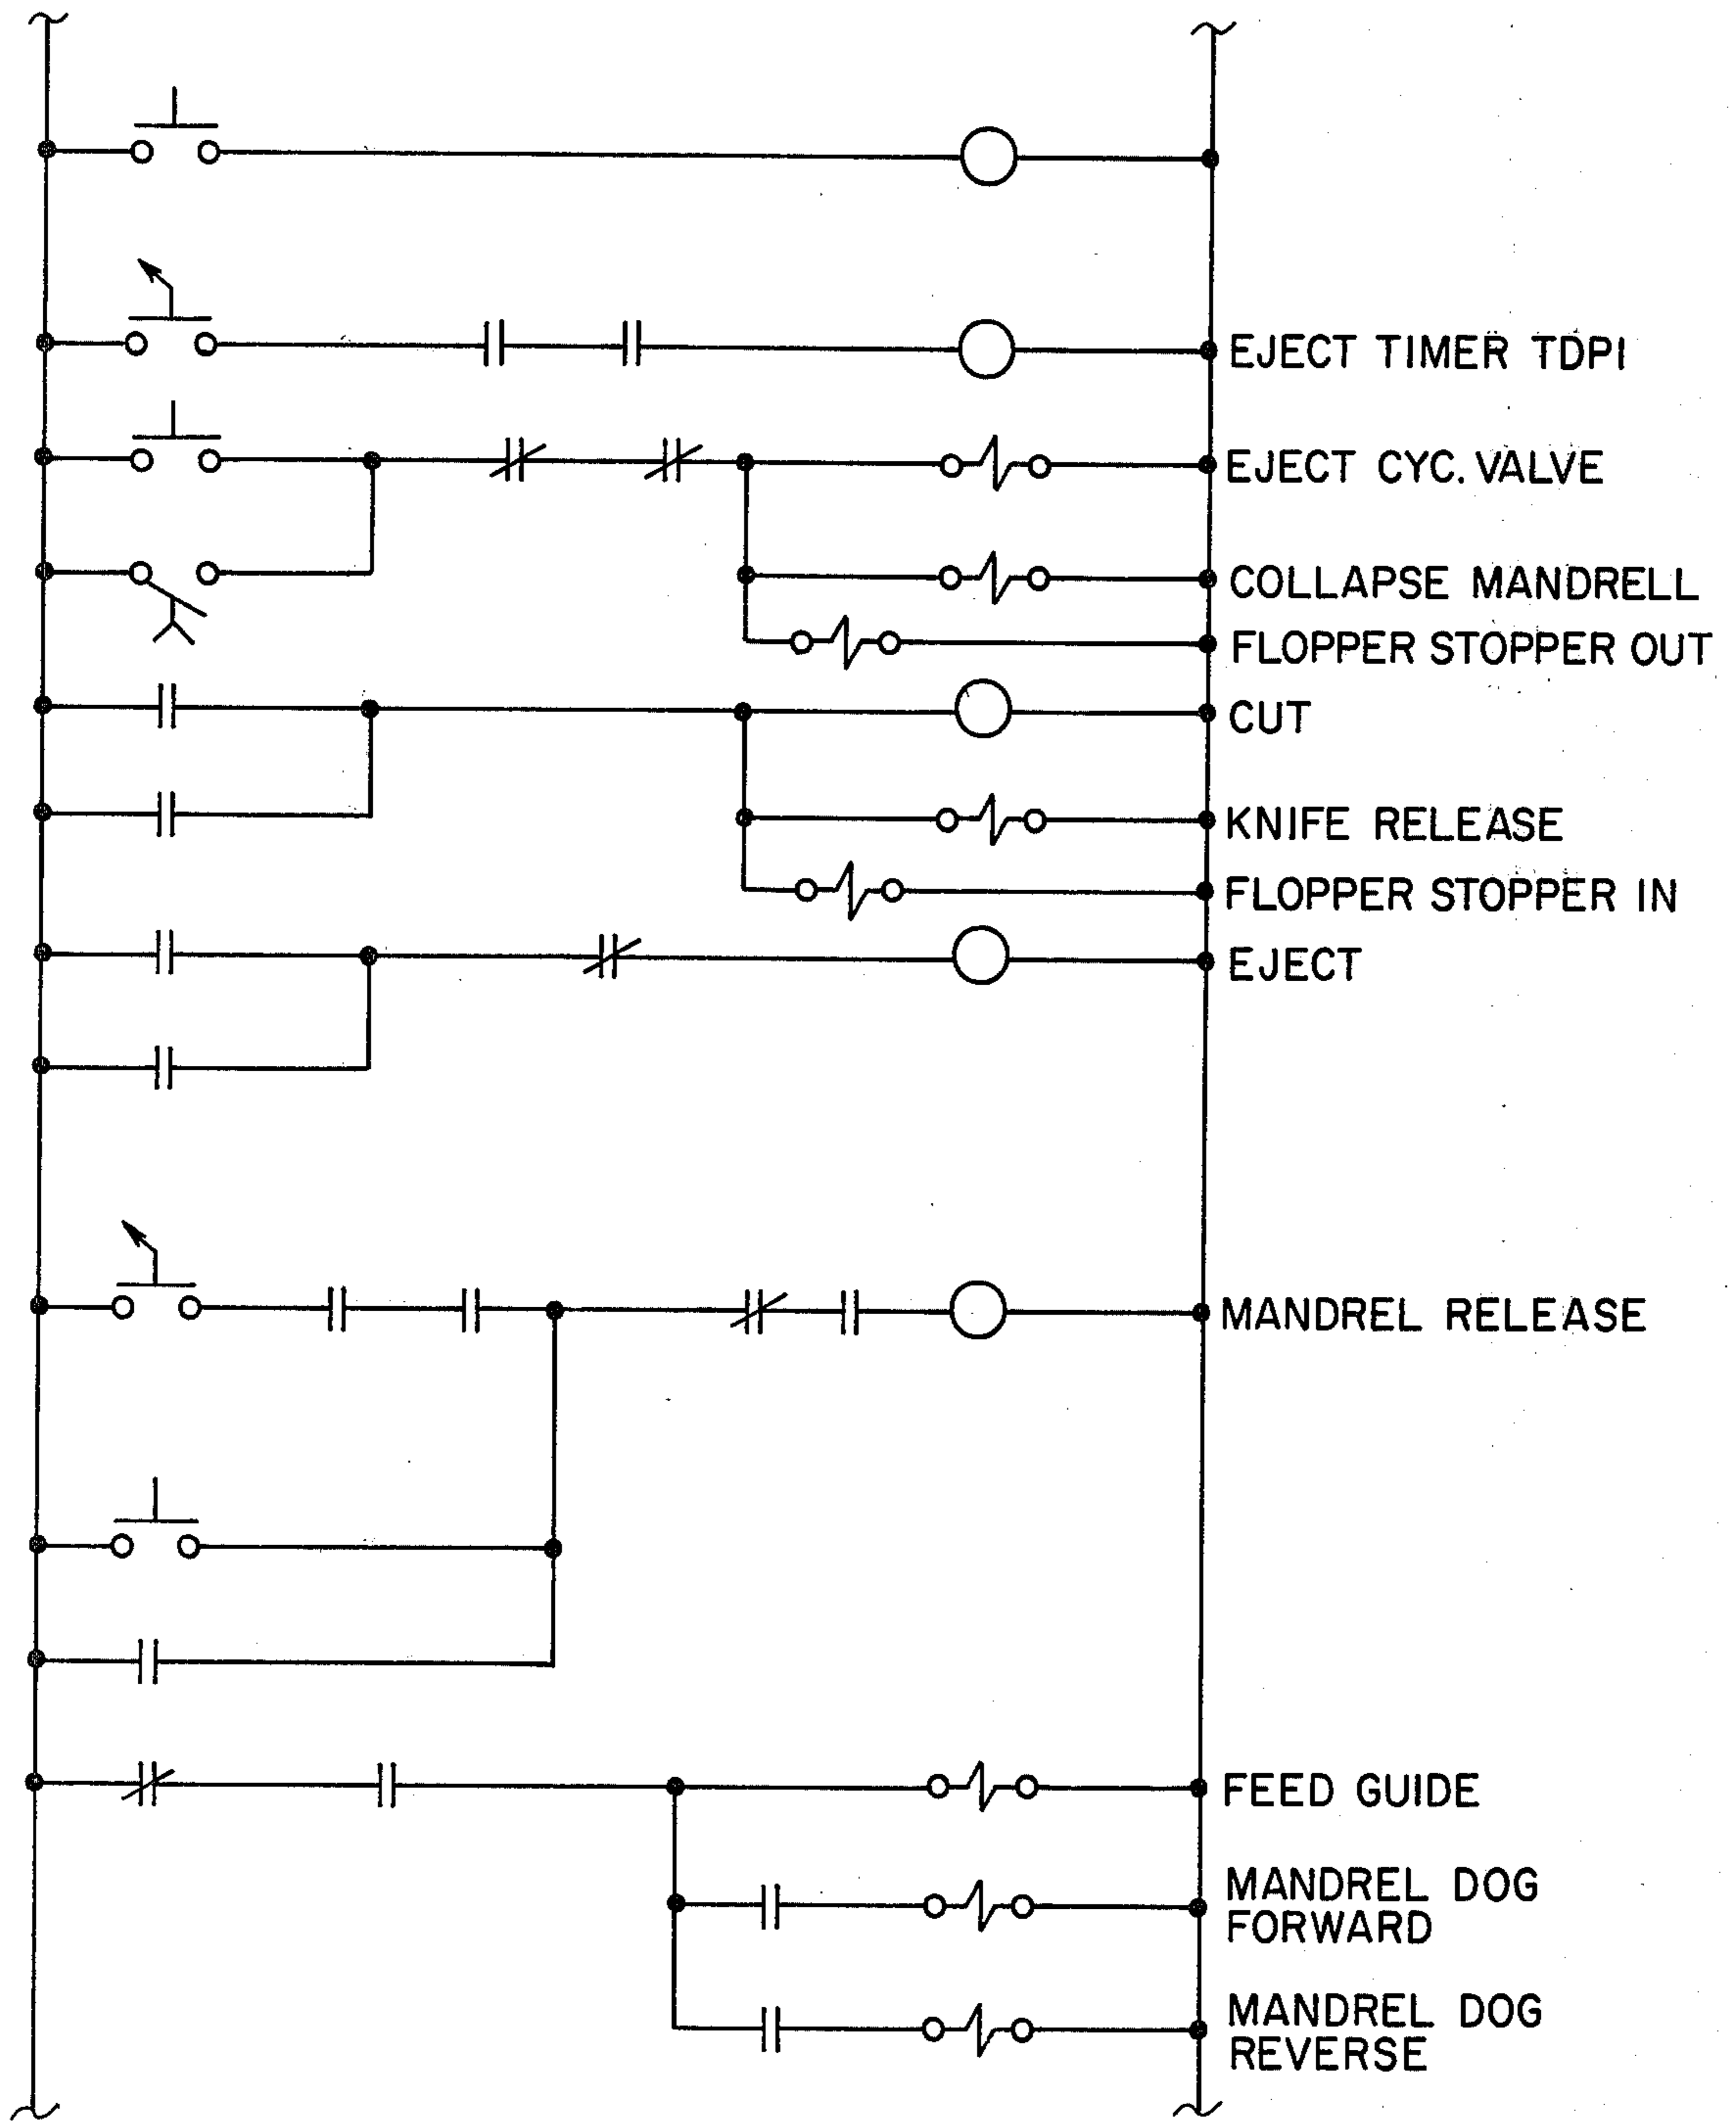 EJECT TIMER TDPI
EJECT CYC. VALVE
COLLAPSE MANDRELL
FLOPPER STOPPER OUT
CUT
KNIFE RELEASE
FLOPPER STOPPER IN
EJECT
MANDREL RELEASE
FEED GUIDE
MANDREL DOG
FORWARD
MANDREL DOG
REVERSE